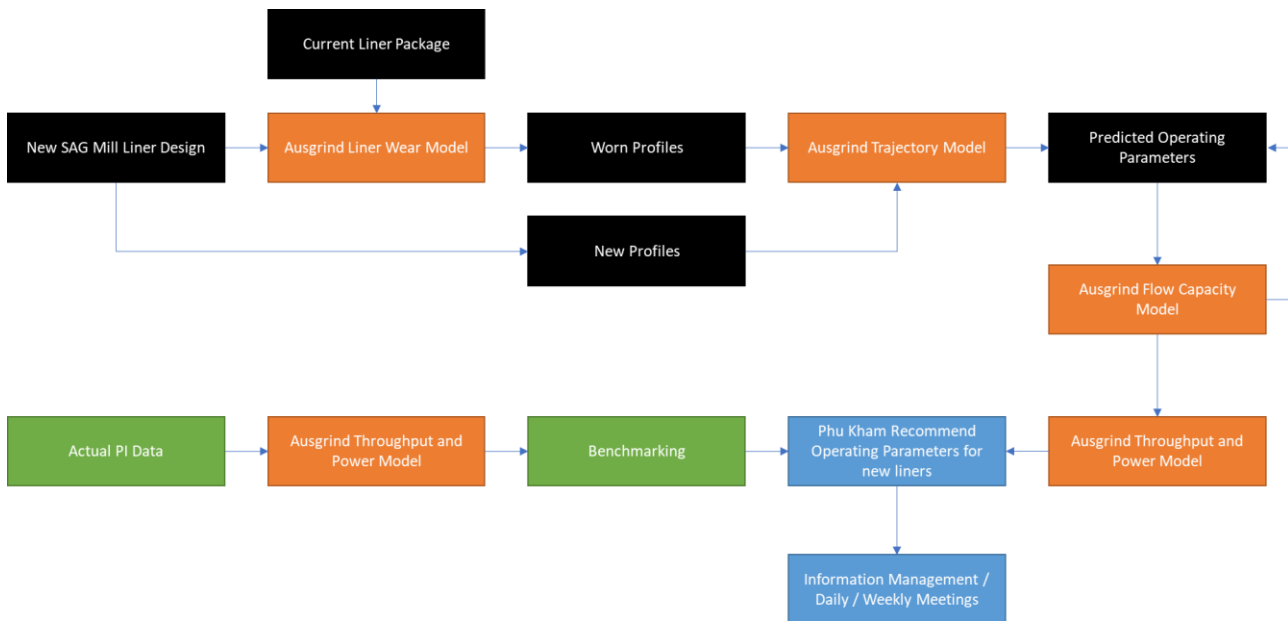 Current Liner Package
New SAG Mill Liner Design
Ausgrind Liner Wear Model
Worn Profiles
Ausgrind Trajectory Model
Predicted Operating
Parameters
New Profiles
Ausgrind Flow Capacity
Model
Actual PI Data
Ausgrind Throughput and
Power Model
Benchmarking
Phu Kham Recommend
Operating Parameters for
new liners
Ausgrind Throughput and
Power Model
Information Management /
Daily / Weekly Meetings